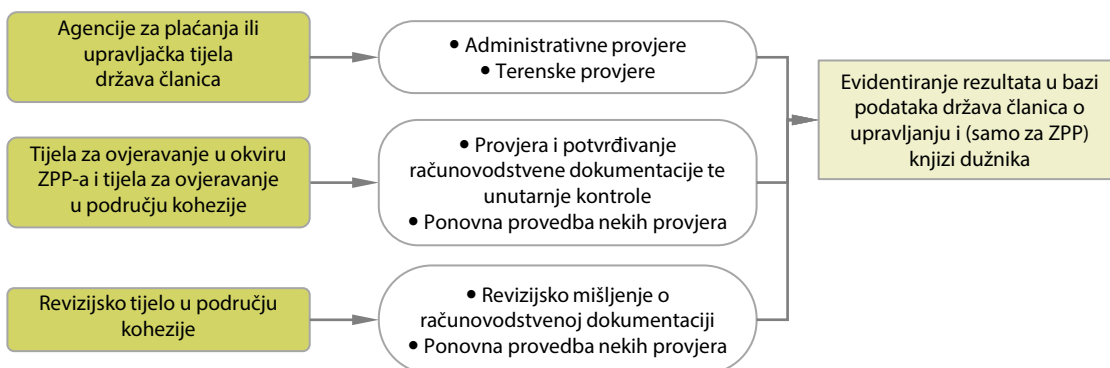 Agencije za plaćanja ili
upravljačka tijela
država članica
• Administrativne provjere
• Terenske provjere
Evidentiranje rezultata u bazi
podataka država članica o
upravljanju i (samo za ZPP)
knjizi dužnika
Tijela za ovjeravanje u okviru
ZPP-a i tijela za ovjeravanje
u području kohezije
• Provjera i potvrđivanje
računovodstvene dokumentacije te
unutarnje kontrole
• Ponovna provedba nekih provjera
Revizijsko tijelo u području
kohezije
• Revizijsko mišljenje o
računovodstvenoj dokumentaciji
• Ponovna provedba nekih provjera